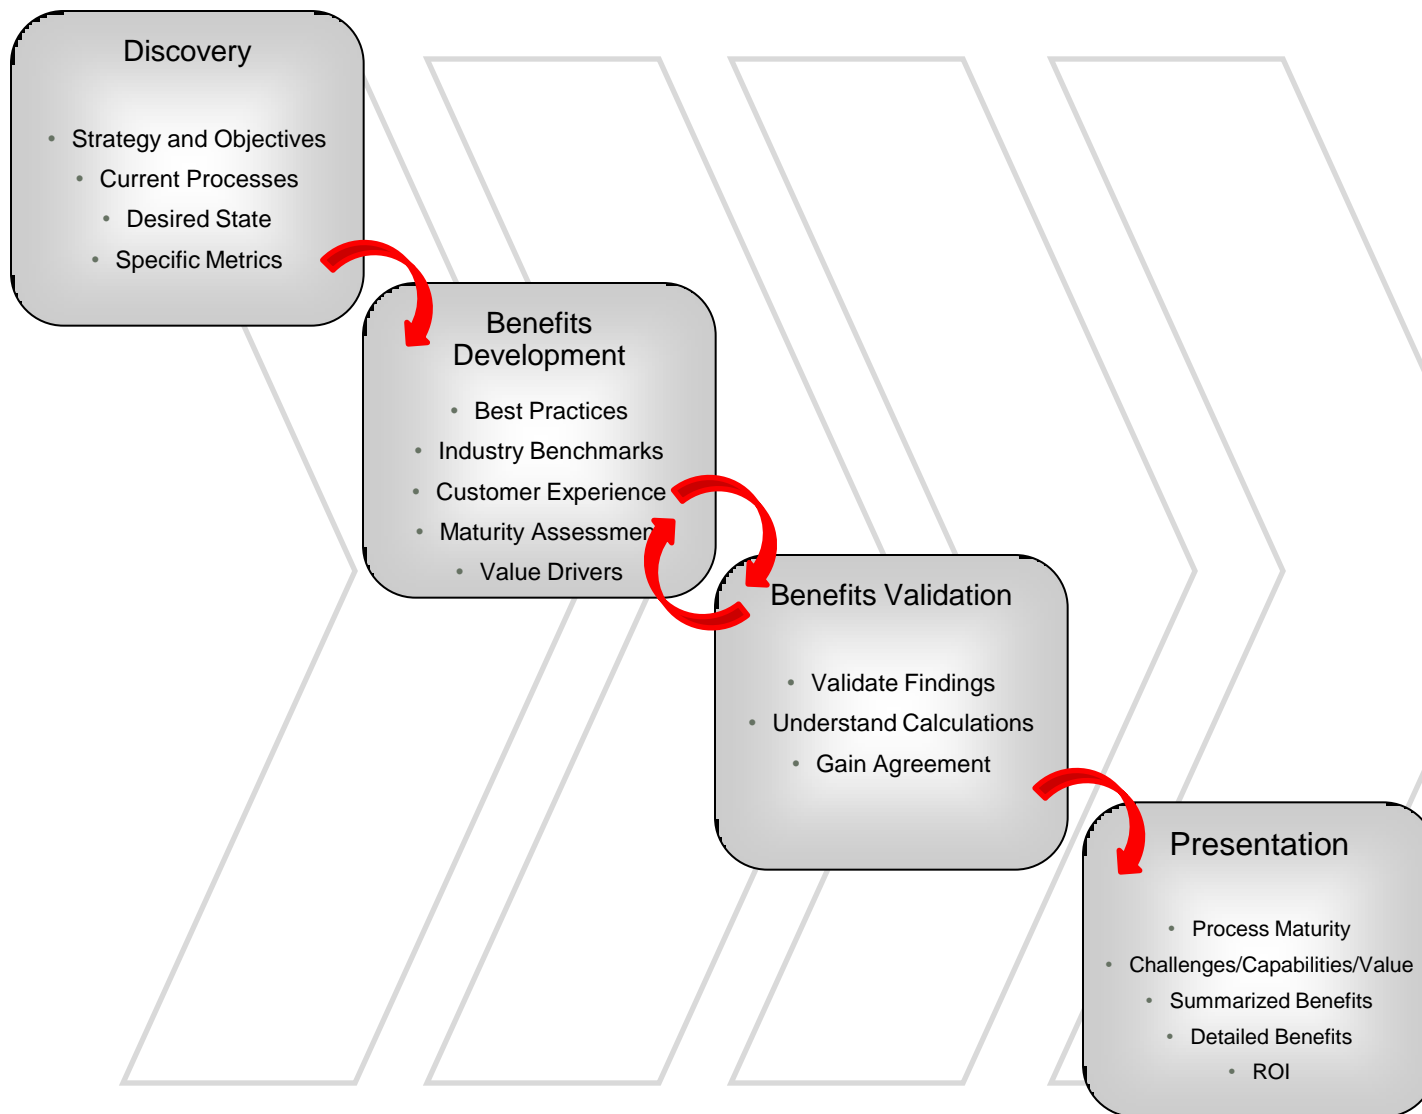 Discovery
• Strategy and Objectives
• Current Processes
• Desired State
• Specific Metrics
Benefits
Development
• Best Practices
• Industry Benchmarks
• Customer Experience
• Maturity Assessment
• Value Drivers
Benefits Validation
• Validate Findings
• Understand Calculations
• Gain Agreement
Presentation
• Process Maturity
• Challenges/Capabilities/Value
• Summarized Benefits
• Detailed Benefits
• ROI